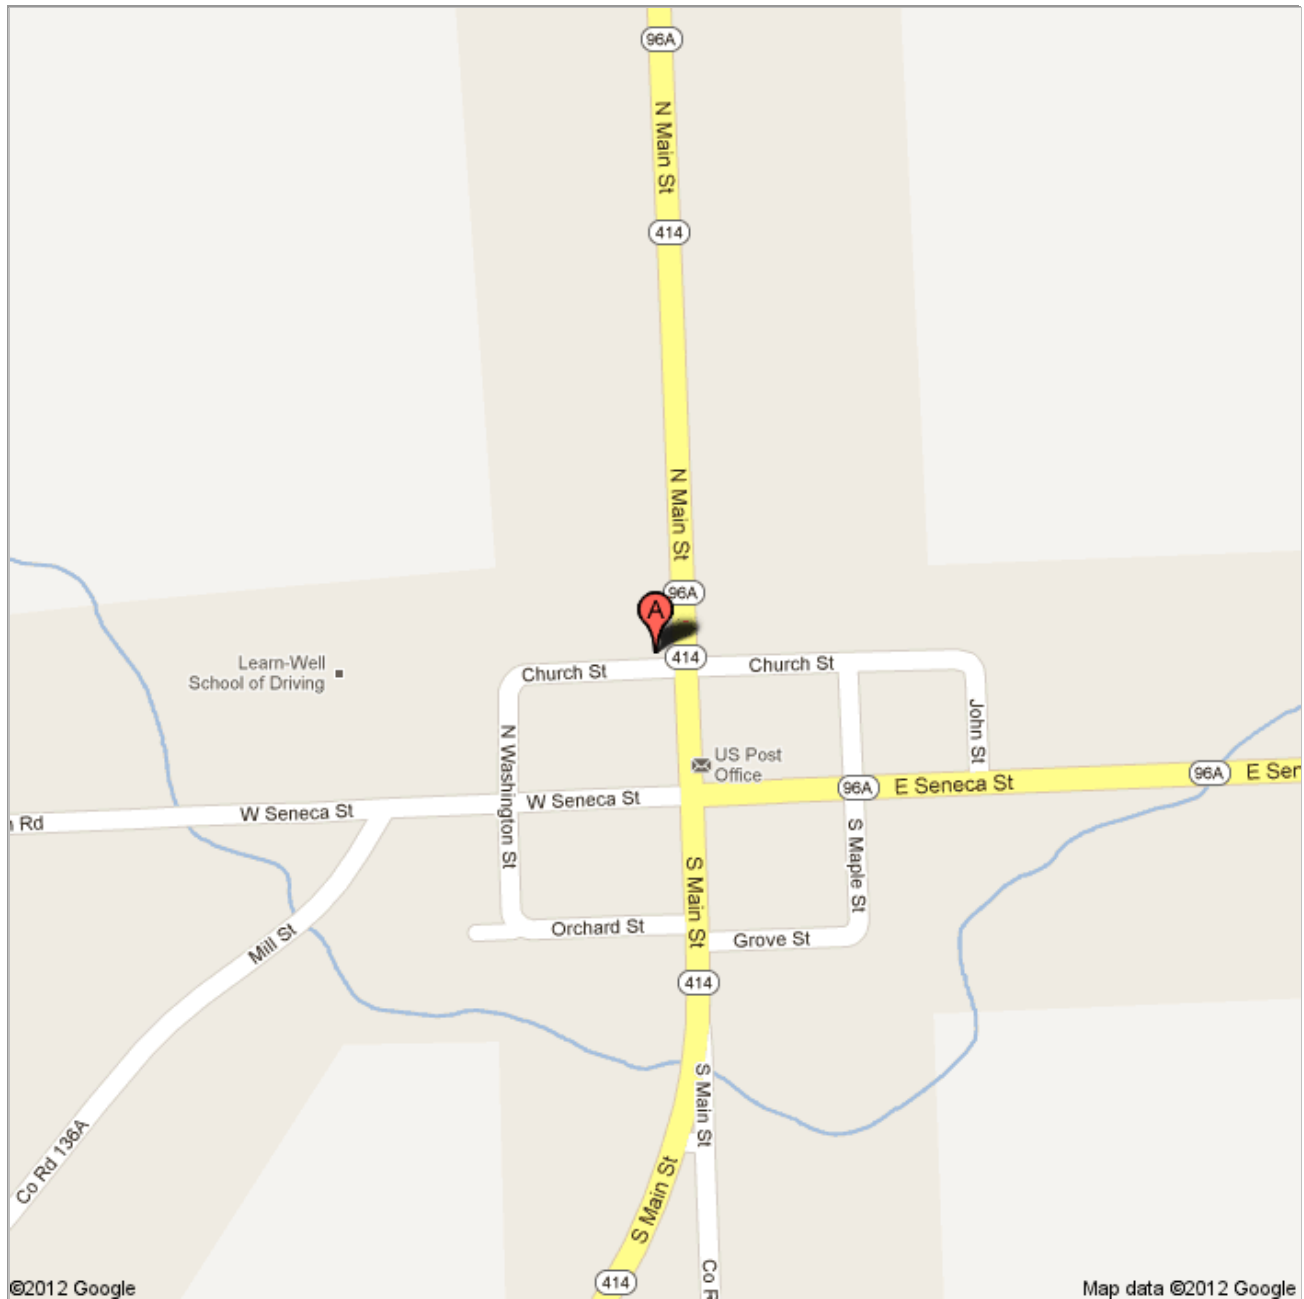 96A
N Main St
414
N Main St
96A
A
414
Church St
Church St
Learn-Well
School of Driving
N Washington St
John St
US Post
Office
96A
E Sen
96A
E Seneca St
W Seneca St
W Seneca St
n Rd
S Maple St
S Main St
Orchard St
Grove St
Mill St
414
S Main St
Co Rd 136A
S Main St
Co R
414
©2012 Google
Map data ©2012 Google